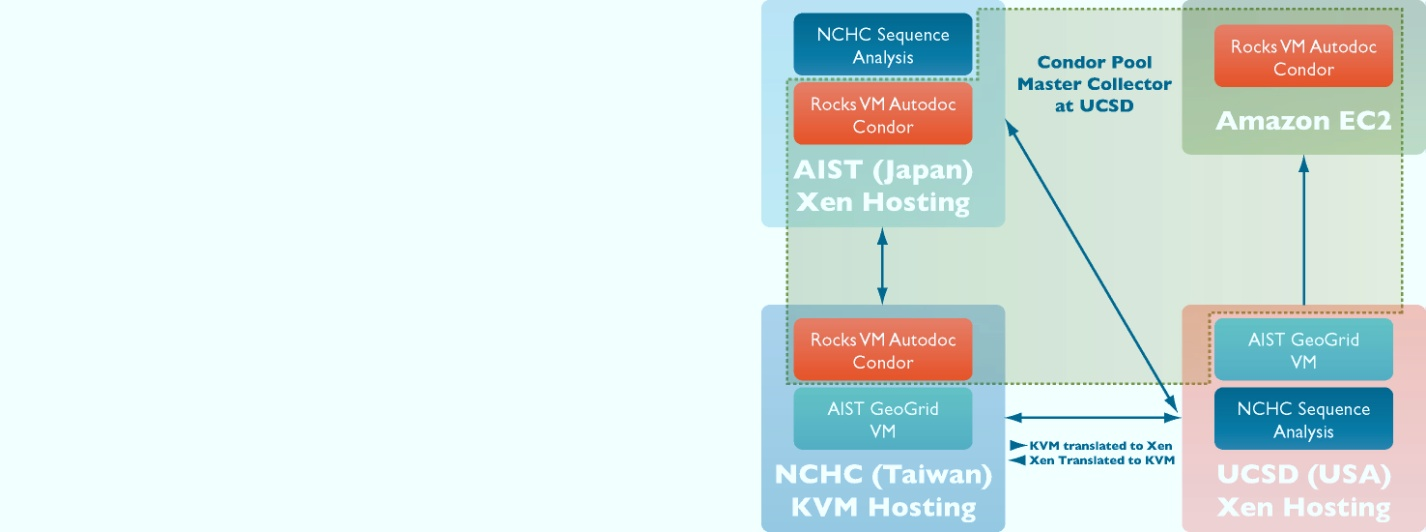 NCHC Sequence
Analysis
Rocks VM Autodoc
Condor
AIST (Japan)
Xen Hosting
Condor Pool
Master Collector
at UCSD
Rocks VM Autodoc
Condor
Amazon EC2
Rocks VM Autodoc
Condor
AIST GeoGrid
VM
NCHC (Taiwan)
KVM Hosting
KVM translated to Xen
Xen Translated to KVM
AIST GeoGrid
VM
NCHC Sequence
Analysis
UCSD (USA)
Xen Hosting